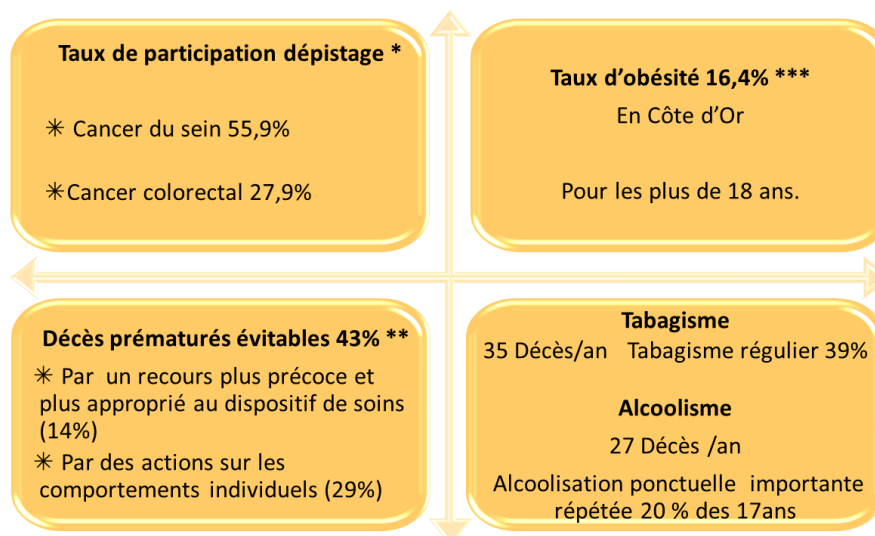 Taux de participation dépistage *
✳ Cancer du sein 55,9%
✳Cancer colorectal 27,9%
Taux d’obésité 16,4% ***
En Côte d’Or
Pour les plus de 18 ans.
Décès prématurés évitables 43% **
✳ Par un recours plus précoce et
plus approprié au dispositif de soins
(14%)
✳ Par des actions sur les
comportements individuels (29%)
Tabagisme
35 Décès/an Tabagisme régulier 39%
Alcoolisme
27 Décès /an
Alcoolisation ponctuelle importante
répétée 20 % des 17ans